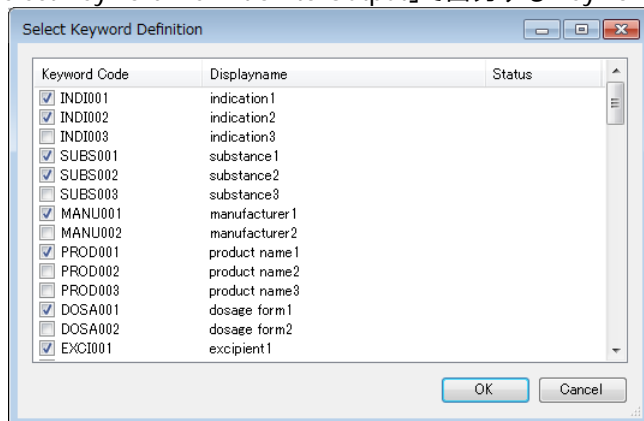 Select Keyword Definition
Keyword Code Displayname Status
INDI001 indication1
INDI002 indication2
INDI003 indication3
SUBS001 substance1
SUBS002 substance2
SUBS003 substance3
MANU001 manufacturer1
MANU002 manufacturer2
PROD001 product name1
PROD002 product name2
PROD003 product name3
DOSA001 dosage form1
DOSA002 dosage form2
EXCI001 excipient1
OK Cancel